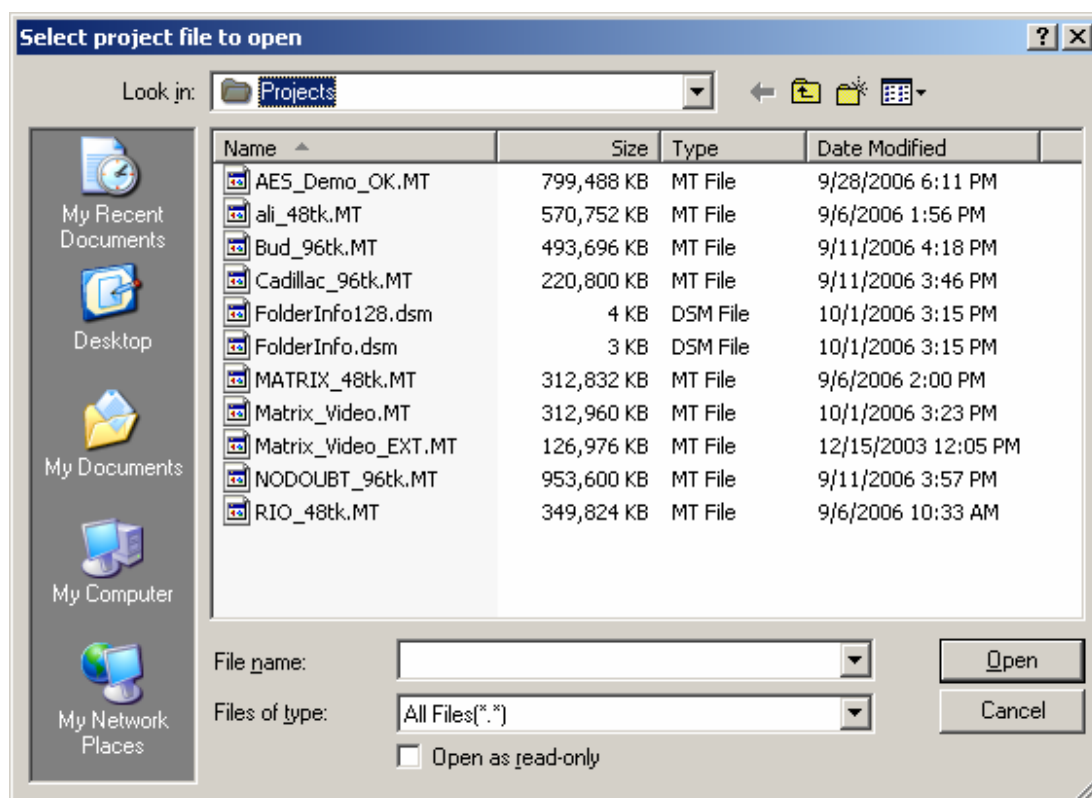 Select project file to open
Look in: Projects
My Recent Documents
Desktop
My Documents
My Computer
My Network Places
Name Size Type Date Modified
AES_Demo_OK.MT 799,488 KB MT File 9/28/2006 6:11 PM
ali_48tk.MT 570,752 KB MT File 9/6/2006 1:56 PM
Bud_96tk.MT 493,696 KB MT File 9/11/2006 4:18 PM
Cadillac_96tk.MT 220,800 KB MT File 9/11/2006 3:46 PM
FolderInfo128.dsm 4 KB DSM File 10/1/2006 3:15 PM
FolderInfo.dsm 3 KB DSM File 10/1/2006 3:15 PM
MATRIX_48tk.MT 312,832 KB MT File 9/6/2006 2:00 PM
Matrix_Video.MT 312,960 KB MT File 10/1/2006 3:23 PM
Matrix_Video_EXT.MT 126,976 KB MT File 12/15/2003 12:05 PM
NODOUBT_96tk.MT 953,600 KB MT File 9/11/2006 3:57 PM
RIO_48tk.MT 349,824 KB MT File 9/6/2006 10:33 AM
File name: Open
Files of type: All Files(*.*) Cancel
Open as read-only